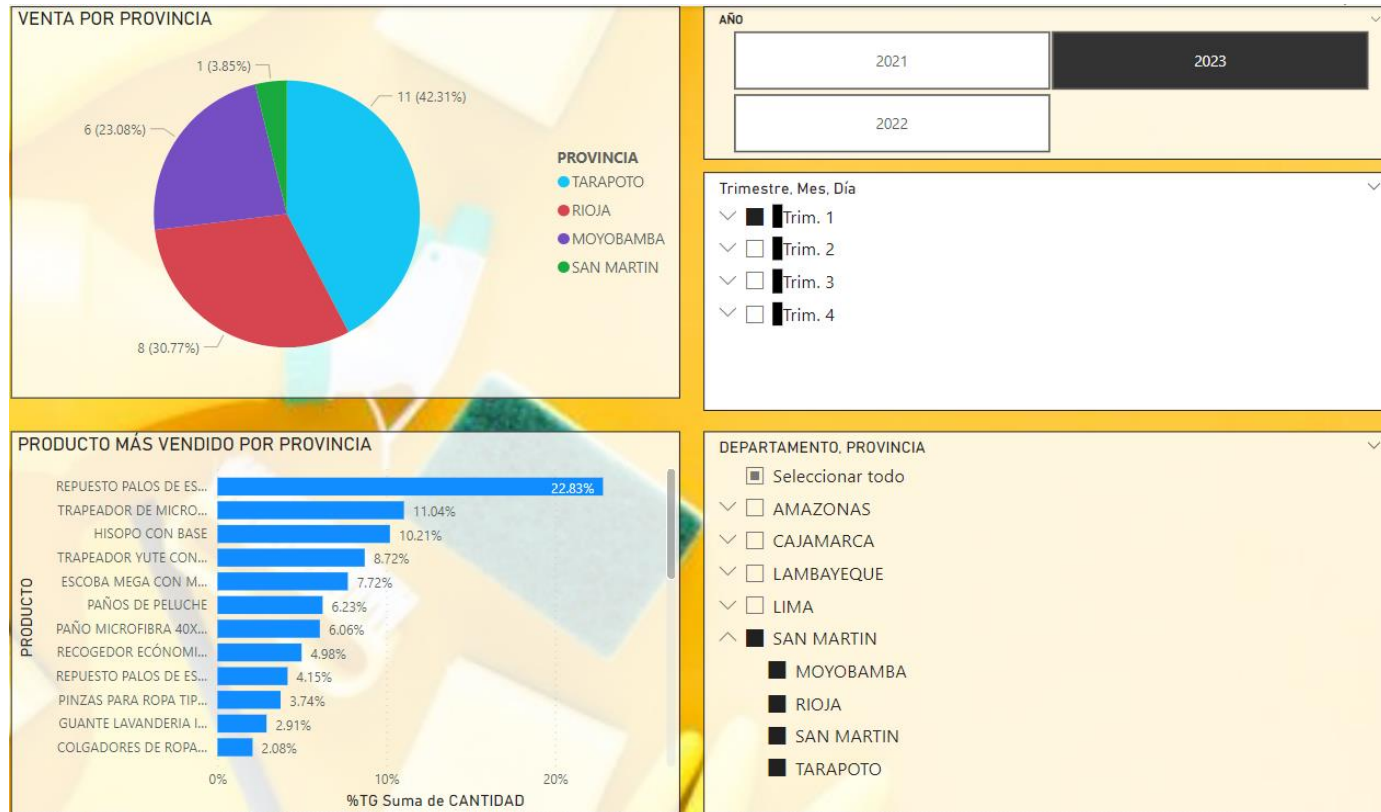 VENTA POR PROVINCIA
1 (3.85%)
11 (42.31%)
6 (23.08%)
8 (30.77%)
PROVINCIA
TARAPOTO
RIOJA
MOYOBAMBA
SAN MARTIN
AÑO
2021
2023
2022
Trimestre, Mes, Día
Trim. 1
Trim. 2
Trim. 3
Trim. 4
PRODUCTO MÁS VENDIDO POR PROVINCIA
PRODUCTO
REPUESTO PALOS DE ES... 22.83%
TRAPEADOR DE MICRO... 11.04%
HISOPO CON BASE 10.21%
TRAPEADOR YUTE CON... 8.72%
ESCOBA MEGA CON M... 7.72%
PAÑOS DE PELUCHE 6.23%
PAÑO MICROFIBRA 40X... 6.06%
RECOGEDOR ECÓNOMI... 4.98%
REPUESTO PALOS DE ES... 4.15%
PINZAS PARA ROPA TIP... 3.74%
GUANTE LAVANDERIA I... 2.91%
COLGADORES DE ROPA... 2.08%
0% 10% 20%
%TG Suma de CANTIDAD
DEPARTAMENTO, PROVINCIA
Seleccionar todo
AMAZONAS
CAJAMARCA
LAMBAYEQUE
LIMA
SAN MARTIN
MOYOBAMBA
RIOJA
SAN MARTIN
TARAPOTO